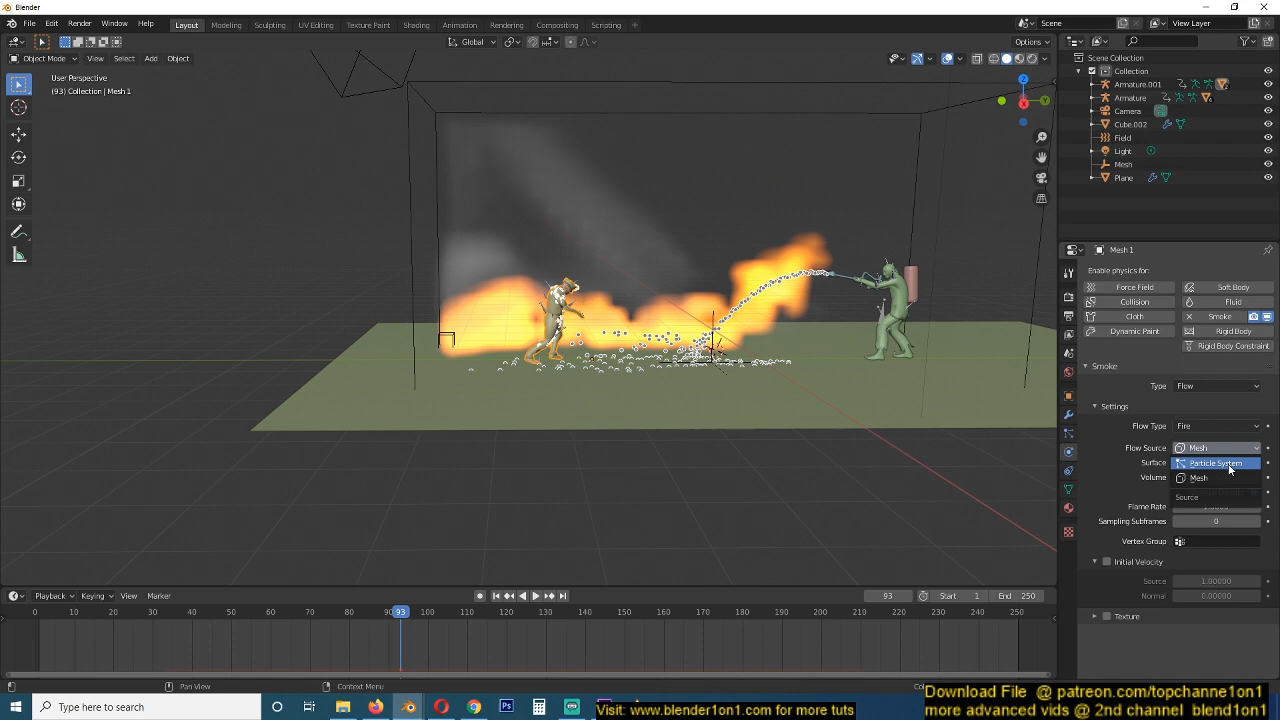 Blender
File Edit Render Window Help Layout Modeling Sculpting UV Editing Texture Paint Shading Animation Rendering Compositing Scripting + Scene View Layer
Global Options
Object Mode View Select Add Object
User Perspective
(93) Collection | Mesh 1
Z
Y
X
Scene Collection
Collection
Armature.001
Armature
Camera
Cube.002
Field
Light
Mesh
Plane
Mesh 1
Enable physics for:
Force Field Soft Body
Collision Fluid
Cloth Smoke
Dynamic Paint Rigid Body
Rigid Body Constraint
Smoke
Type Flow
Settings
Flow Type Fire
Flow Source Mesh
Surface Particle System
Volume Mesh
Source
Flame Rate
Sampling Subframes 0
Vertex Group
Initial Velocity
Source 1.00000
Normal 0.00000
Texture
Playback Keying View Marker 93 Start 1 End 250
0 10 20 30 40 50 60 70 80 90 93 100 110 120 130 140 150 160 170 180 190 200 210 220 230 240 250
Pan View Context Menu
Type here to search
Visit: www.blender1on1.com for more tuts
Download File @ patreon.com/topchanne1on1
more advanced vids @ 2nd channel blend1on1